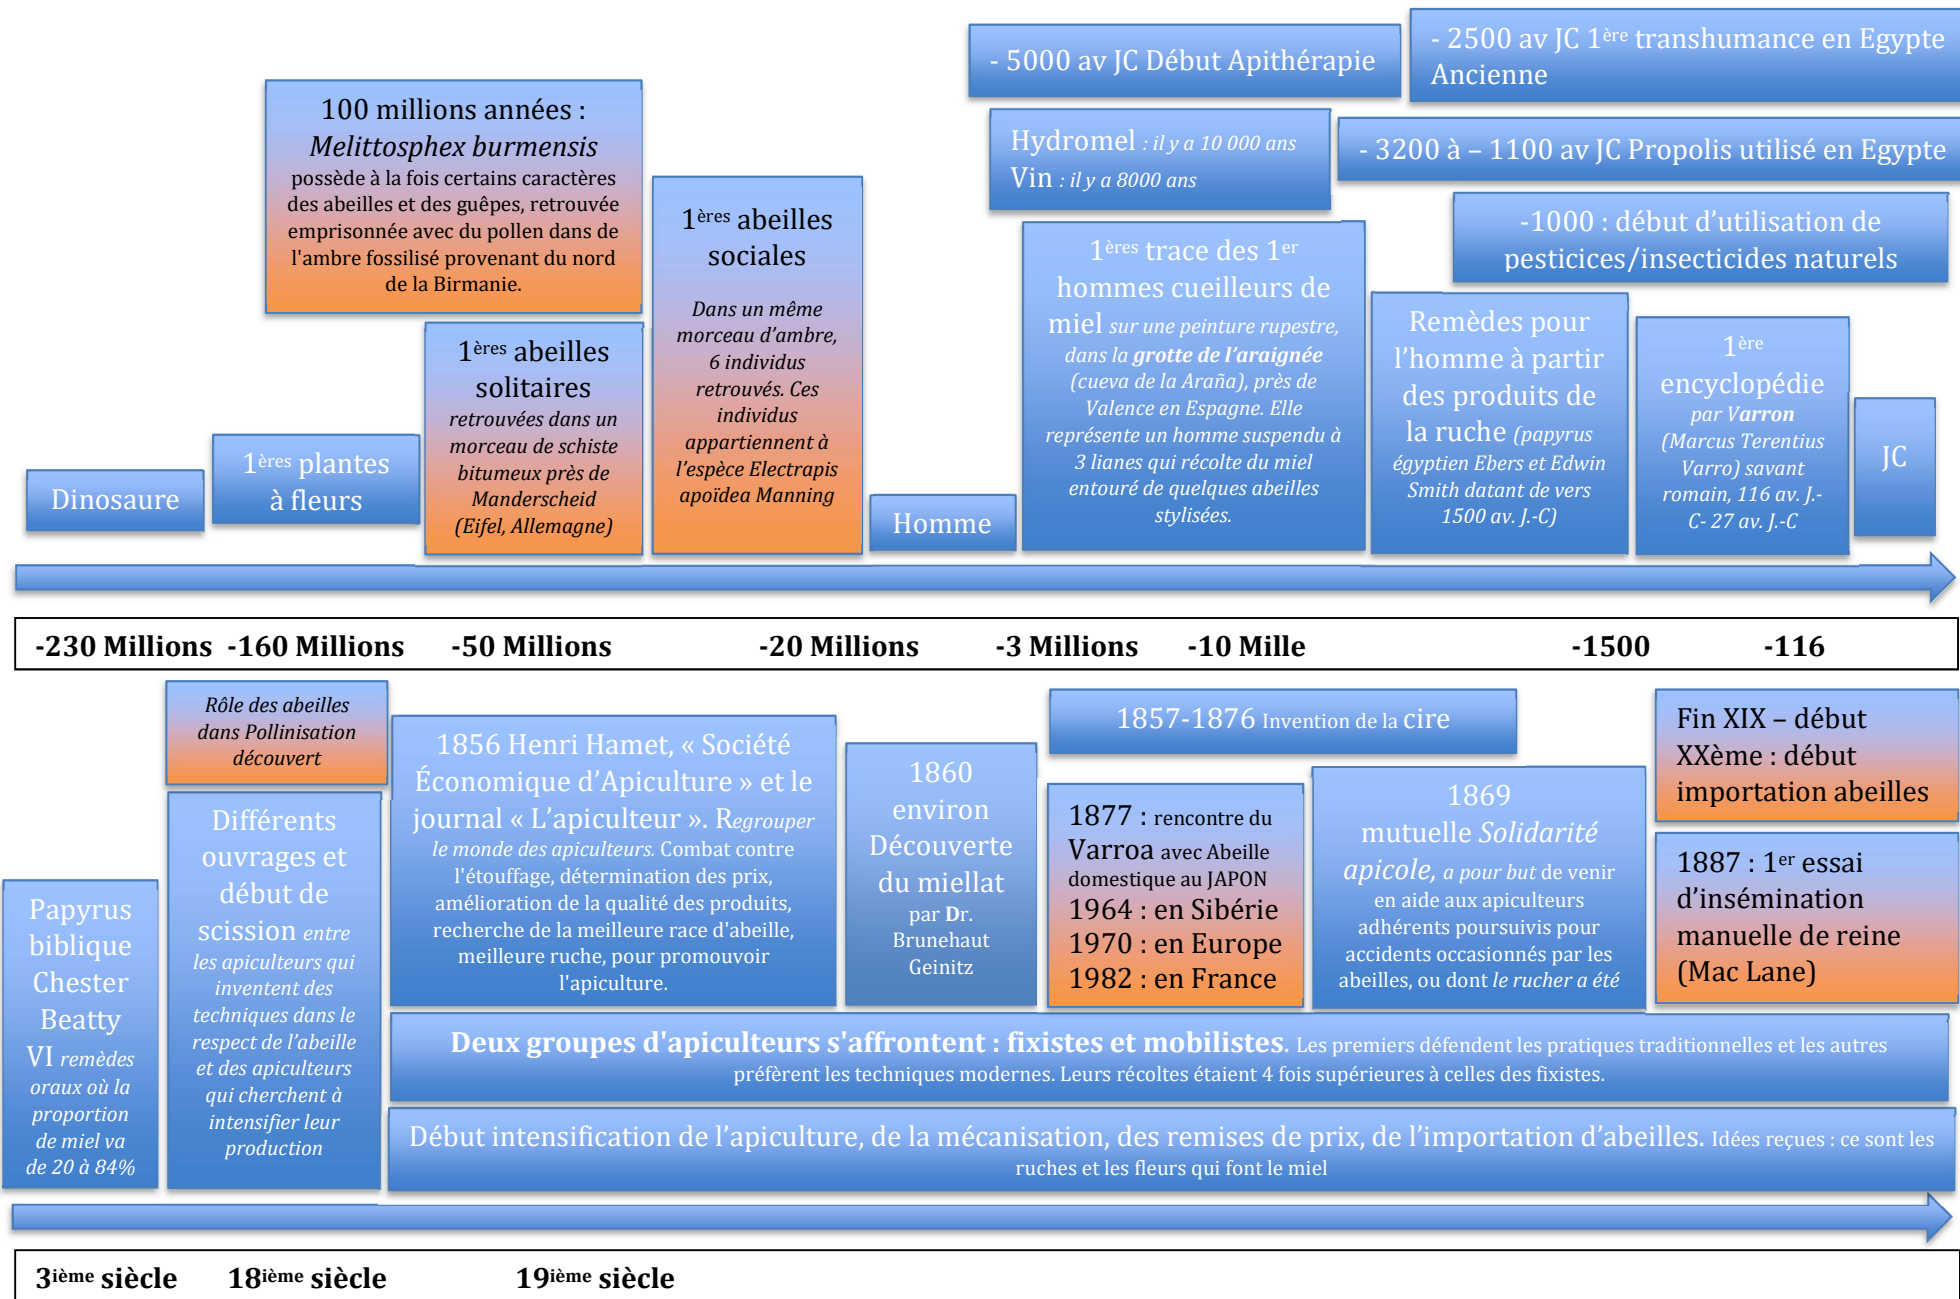 - 5000 av JC Début Apithérapie
- 2500 av JC 1ère transhumance en Egypte
Ancienne
100 millions années :
Melittosphex burmensis
possède à la fois certains caractères
des abeilles et des guêpes, retrouvée
emprisonnée avec du pollen dans de
l'ambre fossilisé provenant du nord
de la Birmanie.
Hydromel : il y a 10 000 ans
Vin : il y a 8000 ans
- 3200 à – 1100 av JC Propolis utilisé en Egypte
-1000 : début d'utilisation de
pesticices/insecticides naturels
Dinosaure
1ères plantes
à fleurs
1ères abeilles
solitaires
retrouvées dans un
morceau de schiste
bitumeux près de
Manderscheid
(Eifel, Allemagne)
1ères abeilles
sociales
Dans un même
morceau d'ambre,
6 individus
retrouvés. Ces
individus
appartiennent à
l'espèce Electrapis
apoïdea Manning
Homme
1ères trace des 1er
hommes cueilleurs de
miel sur une peinture rupestre,
dans la grotte de l'araignée
(cueva de la Araña), près de
Valence en Espagne. Elle
représente un homme suspendu à
3 lianes qui récolte du miel
entouré de quelques abeilles
stylisées.
Remèdes pour
l'homme à partir
des produits de
la ruche (papyrus
égyptien Ebers et Edwin
Smith datant de vers
1500 av. J.-C)
1ère
encyclopédie
par Varron
(Marcus Terentius
Varro) savant
romain, 116 av. J.-
C- 27 av. J.-C
JC
-230 Millions -160 Millions -50 Millions -20 Millions -3 Millions -10 Mille -1500 -116
Papyrus
biblique
Chester
Beatty
VI remèdes
oraux où la
proportion
de miel va
de 20 à 84%
Rôle des abeilles
dans Pollinisation
découvert
Différents
ouvrages et
début de
scission entre
les apiculteurs qui
inventent des
techniques dans le
respect de l'abeille
et des apiculteurs
qui cherchent à
intensifier leur
production
1856 Henri Hamet, « Société
Économique d'Apiculture » et le
journal « L'apiculteur ». Regrouper
le monde des apiculteurs. Combat contre
l'étouffage, détermination des prix,
amélioration de la qualité des produits,
recherche de la meilleure race d'abeille,
meilleure ruche, pour promouvoir
l'apiculture.
1860
environ
Découverte
du miellat
par Dr.
Brunehaut
Geinitz
1857-1876 Invention de la cire
1877 : rencontre du
Varroa avec Abeille
domestique au JAPON
1964 : en Sibérie
1970 : en Europe
1982 : en France
1869
mutuelle Solidarité
apicole, a pour but de venir
en aide aux apiculteurs
adhérents poursuivis pour
accidents occasionnés par les
abeilles, ou dont le rucher a été
Fin XIX – début
XXème : début
importation abeilles
1887 : 1er essai
d'insémination
manuelle de reine
(Mac Lane)
Deux groupes d'apiculteurs s'affrontent : fixistes et mobilistes. Les premiers défendent les pratiques traditionnelles et les autres
préfèrent les techniques modernes. Leurs récoltes étaient 4 fois supérieures à celles des fixistes.
Début intensification de l'apiculture, de la mécanisation, des remises de prix, de l'importation d'abeilles. Idées reçues : ce sont les
ruches et les fleurs qui font le miel
3ième siècle 18ième siècle 19ième siècle